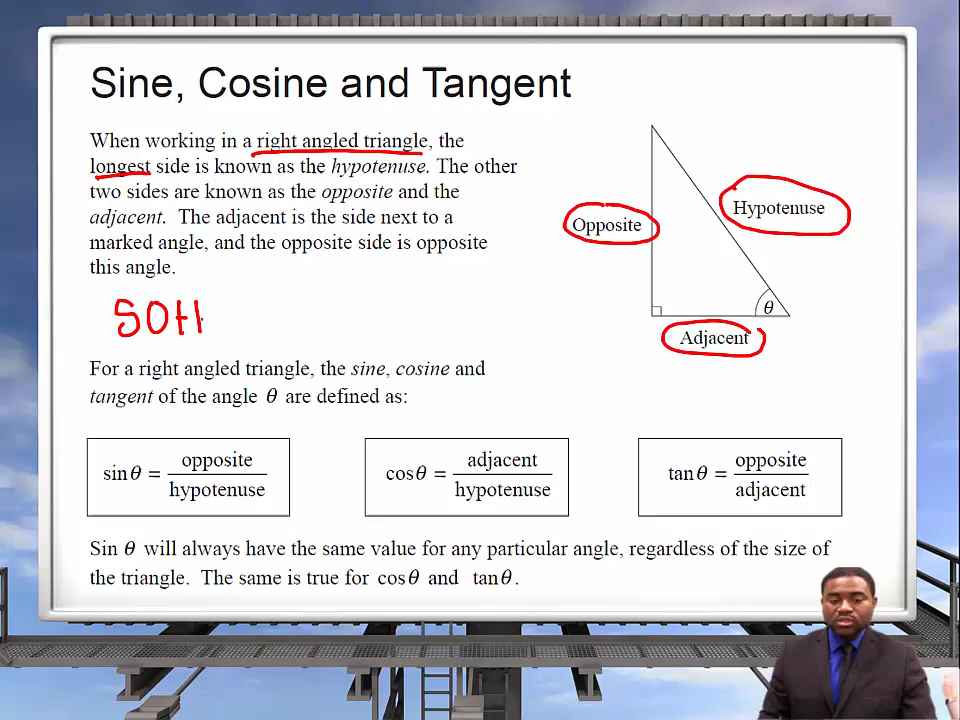 Sine, Cosine and Tangent
When working in a right angled triangle, the
longest side is known as the hypotenuse. The other
two sides are known as the opposite and the
adjacent. The adjacent is the side next to a
marked angle, and the opposite side is opposite
this angle.
Opposite
Hypotenuse
θ
Adjacent
SOH
For a right angled triangle, the sine, cosine and
tangent of the angle θ are defined as:
sin θ = opposite / hypotenuse
cos θ = adjacent / hypotenuse
tan θ = opposite / adjacent
Sin θ will always have the same value for any particular angle, regardless of the size of
the triangle. The same is true for cos θ and tan θ.